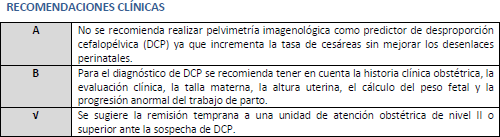 RECOMENDACIONES CLÍNICAS
A
No se recomienda realizar pelvimetría imagenológica como predictor de desproporción
cefalopélvica (DCP) ya que incrementa la tasa de cesáreas sin mejorar los desenlaces
perinatales.
B
Para el diagnóstico de DCP se recomienda tener en cuenta la historia clínica obstétrica, la
evaluación clínica, la talla materna, la altura uterina, el cálculo del peso fetal y la
progresión anormal del trabajo de parto.
√
Se sugiere la remisión temprana a una unidad de atención obstétrica de nivel II o
superior ante la sospecha de DCP.